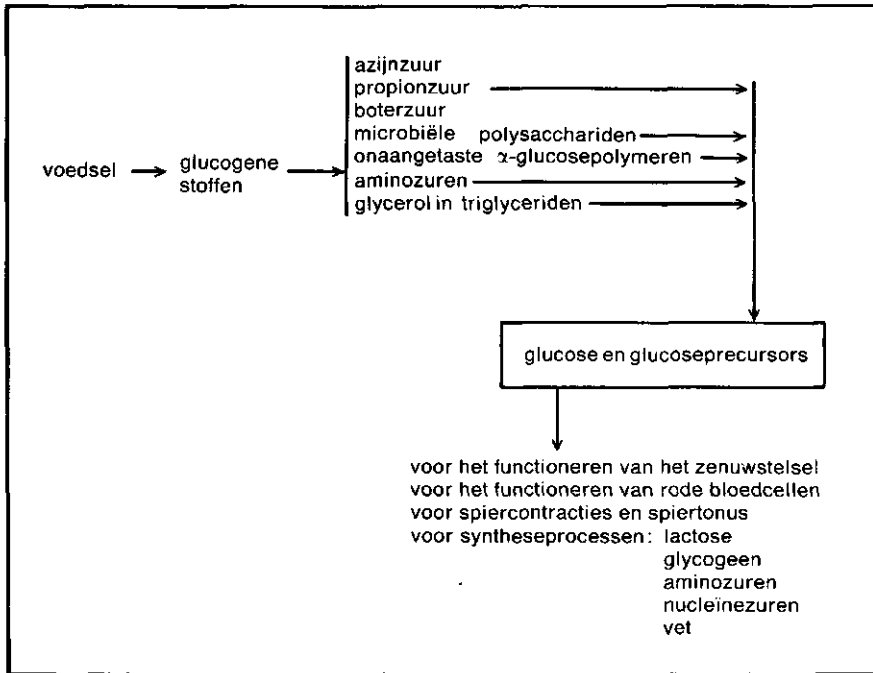 azijnzuur
propionzuur
boterzuur
microbiële polysacchariden
onaangetaste α-glucosepolymeren
aminozuren
glycerol in triglyceriden
voedsel
glucogene
stoffen
glucose en glucoseprecursors
voor het functioneren van het zenuwstelsel
voor het functioneren van rode bloedcellen
voor spiercontracties en spiertonus
voor syntheseprocessen: lactose
glycogeen
aminozuren
nucleïnezuren
vet